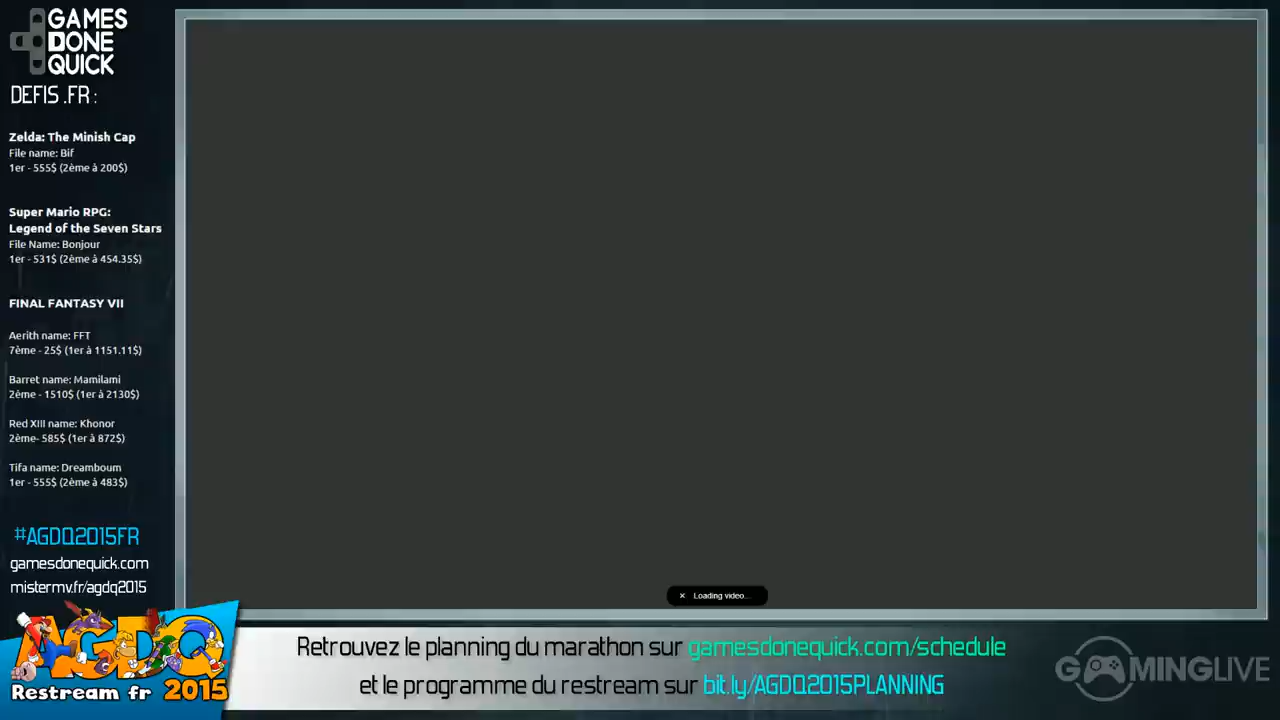 GAMES
DONE
QUICK
DEFIS .FR :
Zelda: The Minish Cap
File name: Bif
1er - 555$ (2ème à 200$)
Super Mario RPG:
Legend of the Seven Stars
File Name: Bonjour
1er - 531$ (2ème à 454.35$)
FINAL FANTASY VII
Aerith name: FFT
7ème - 25$ (1er à 1151.11$)
Barret name: Mamilami
2ème - 1510$ (1er à 2130$)
Red XIII name: Khonor
2ème- 585$ (1er à 872$)
Tifa name: Dreamboum
1er - 555$ (2ème à 483$)
#AGDQ2015FR
gamesdonequick.com
mistermv.fr/agdq2015
AGDQ
Restream fr 2015
Loading video...
Retrouvez le planning du marathon sur gamesdonequick.com/schedule
et le programme du restream sur bit.ly/AGDQ2015PLANNING
GAMINGLIVE